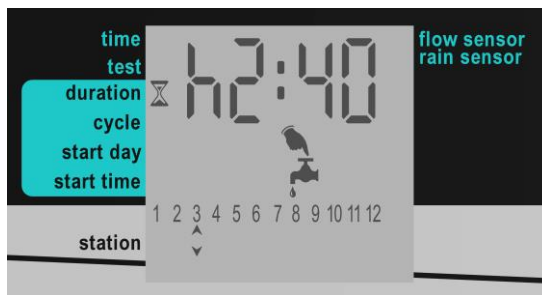 time
test
duration
cycle
start day
start time
h2:40
flow sensor
rain sensor
1 2 3 4 5 6 7 8 9 10 11 12
station